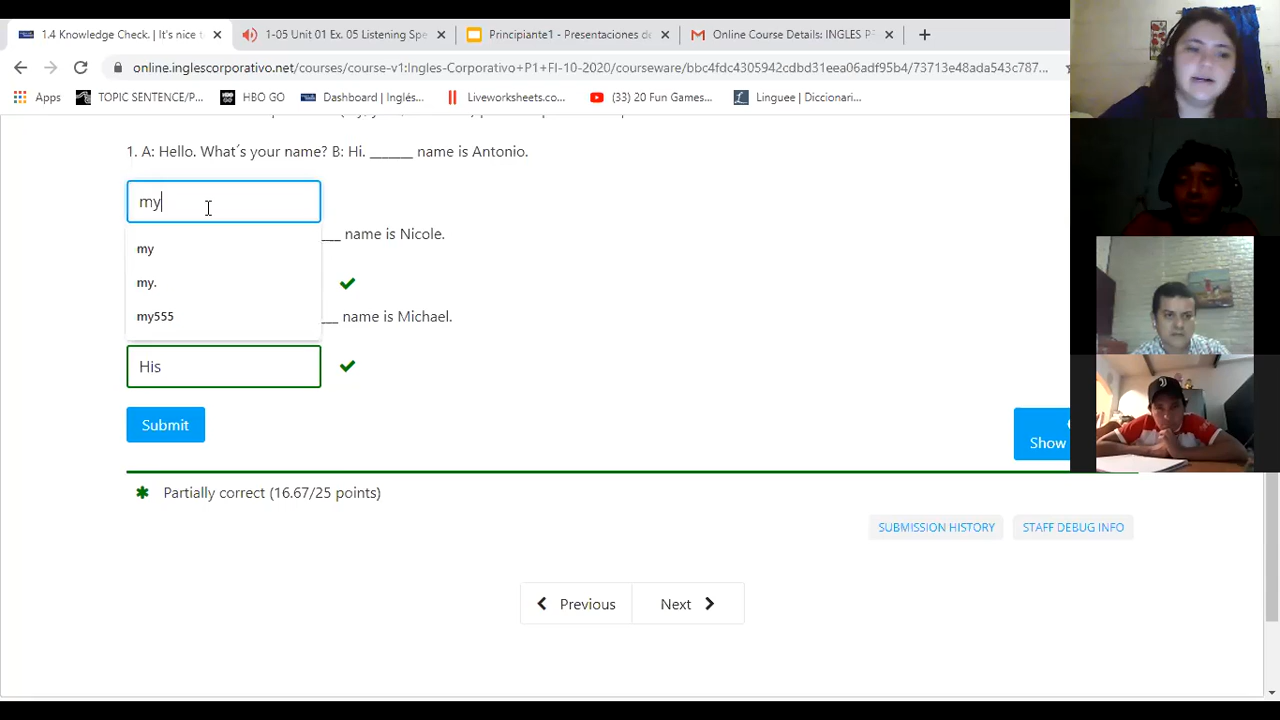 1.4 Knowledge Check. | It's nice t
1-05 Unit 01 Ex. 05 Listening Spe
Principiante1 - Presentaciones de
Online Course Details: INGLES P
online.inglescorporativo.net/courses/course-v1:Ingles-Corporativo+P1+FI-10-2020/courseware/bbc4fdc4305942cdbd31eea06adf95b4/73713e48ada543c787...
Apps
TOPIC SENTENCE/P...
HBO GO
Dashboard | Inglés...
Liveworksheets.co...
(33) 20 Fun Games...
Linguee | Diccionari...
1. A: Hello. What´s your name? B: Hi. ______ name is Antonio.
my
my
my.
my555
___ name is Nicole.
___ name is Michael.
His
Submit
Show
Partially correct (16.67/25 points)
SUBMISSION HISTORY
STAFF DEBUG INFO
Previous
Next